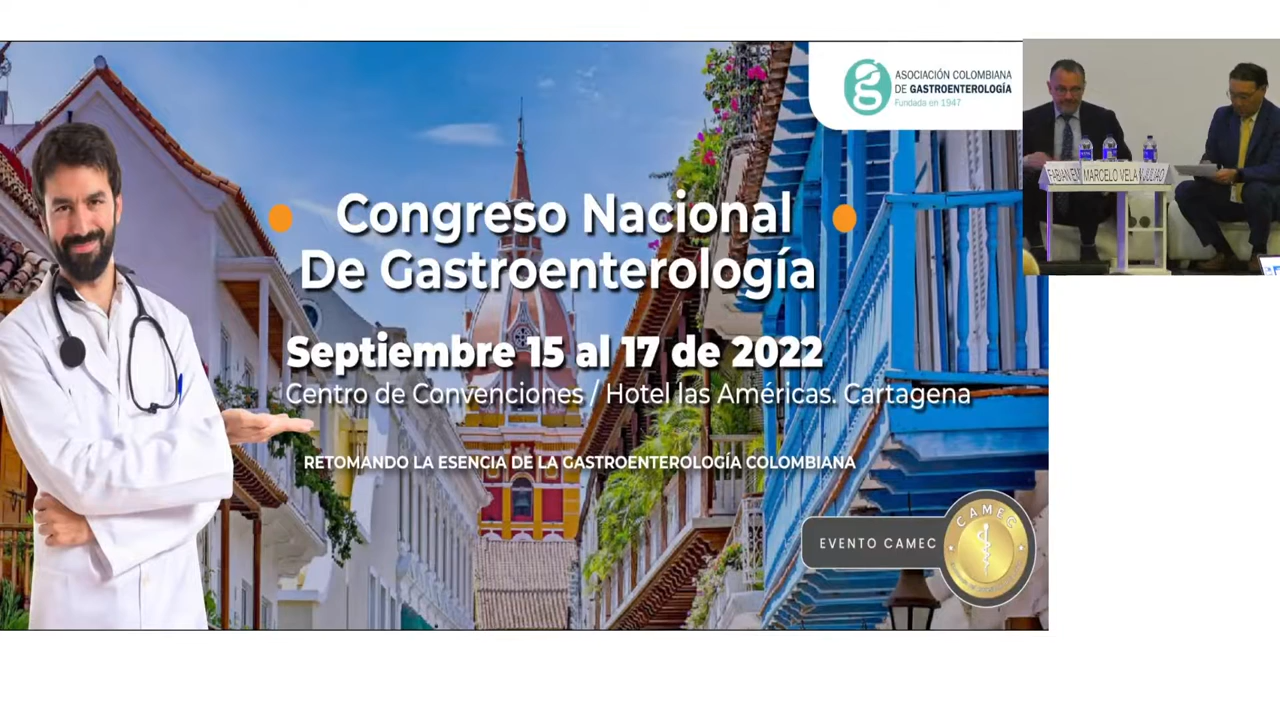 ASOCIACIÓN COLOMBIANA
DE GASTROENTEROLOGÍA
Fundada en 1947
Congreso Nacional
De Gastroenterología
Septiembre 15 al 17 de 2022
Centro de Convenciones / Hotel las Américas. Cartagena
RETOMANDO LA ESENCIA DE LA GASTROENTEROLOGÍA COLOMBIANA
EVENTO CAMEC
CAMEC
MARCELO VELA